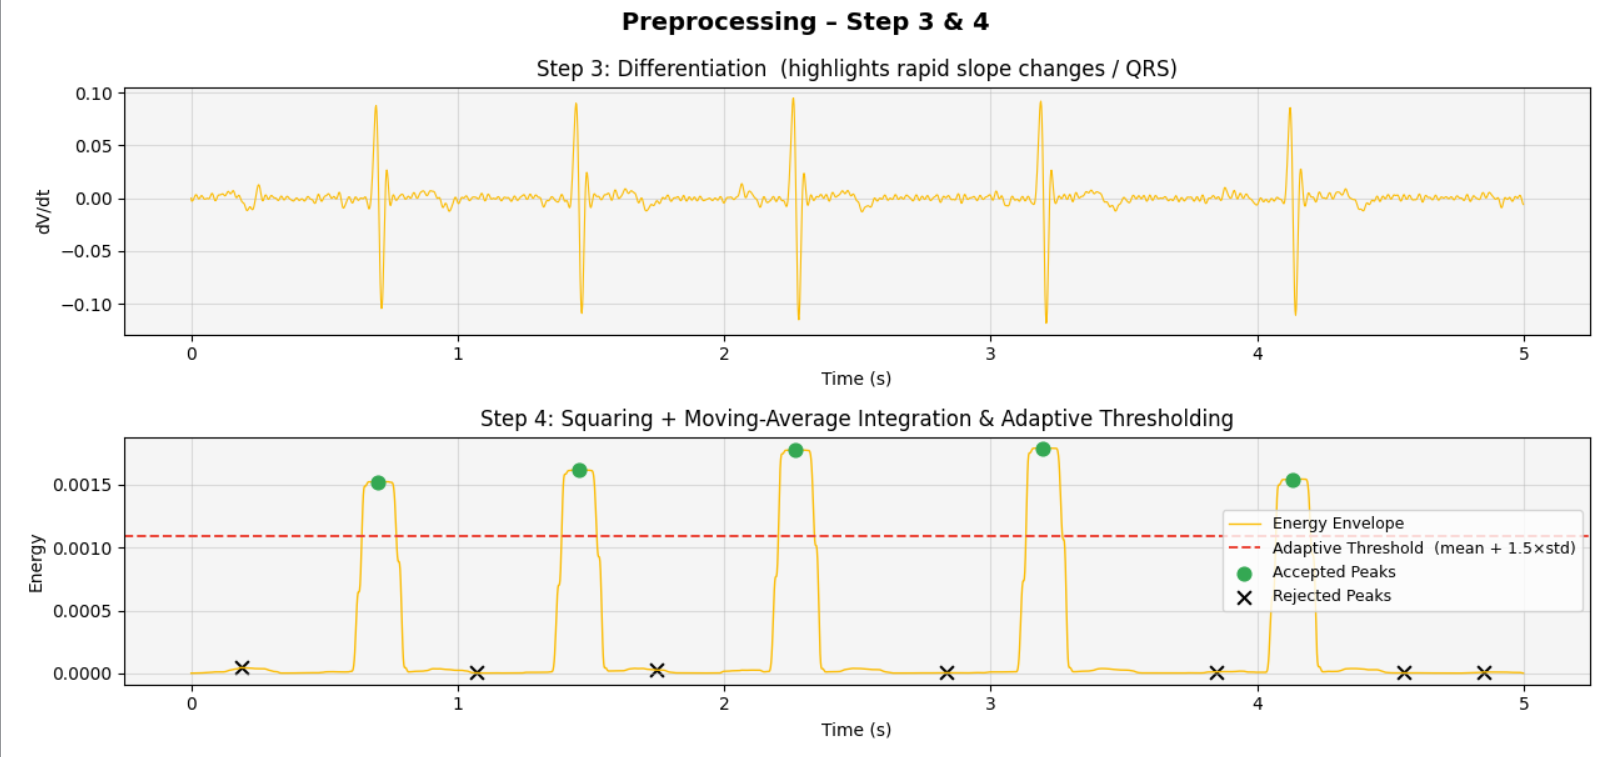 Preprocessing – Step 3 & 4
Step 3: Differentiation  (highlights rapid slope changes / QRS)
0.10
0.05
0.00
−0.05
−0.10
dV/dt
0 1 2 3 4 5
Time (s)
Step 4: Squaring + Moving-Average Integration & Adaptive Thresholding
0.0015
0.0010
0.0005
0.0000
Energy
Energy Envelope
Adaptive Threshold  (mean + 1.5×std)
Accepted Peaks
Rejected Peaks
0 1 2 3 4 5
Time (s)